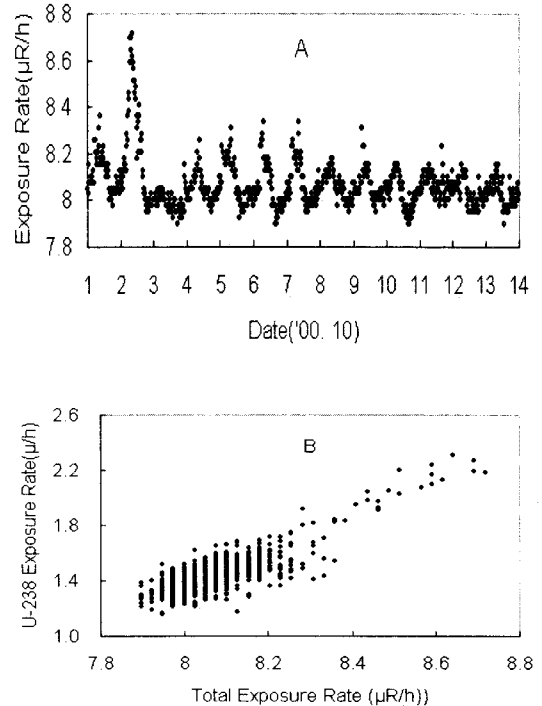 A
Exposure Rate(µR/h)
8.8
8.6
8.4
8.2
8
7.8
1 2 3 4 5 6 7 8 9 10 11 12 13 14
Date('00. 10)
B
U-238 Exposure Rate(µ/h)
2.6
2.2
1.8
1.4
1.0
7.8 8 8.2 8.4 8.6 8.8
Total Exposure Rate (µR/h))